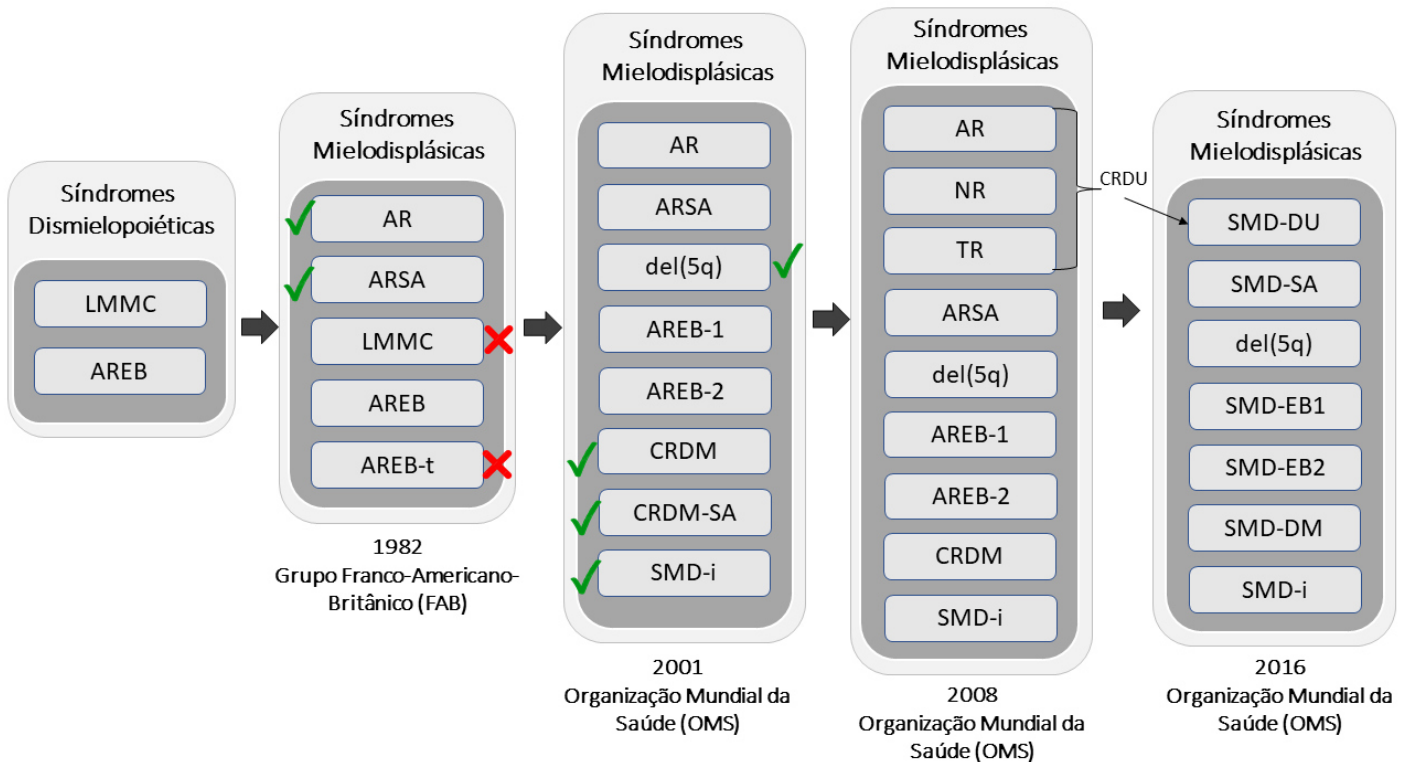 Síndromes
Dismielopoiéticas
LMMC
AREB
Síndromes
Mielodisplásicas
AR
ARSA
LMMC
AREB
AREB-t
1982
Grupo Franco-Americano-
Britânico (FAB)
Síndromes
Mielodisplásicas
AR
ARSA
del(5q)
AREB-1
AREB-2
CRDM
CRDM-SA
SMD-i
2001
Organização Mundial da
Saúde (OMS)
Síndromes
Mielodisplásicas
AR
NR
TR
ARSA
del(5q)
AREB-1
AREB-2
CRDM
SMD-i
2008
Organização Mundial da
Saúde (OMS)
CRDU
Síndromes
Mielodisplásicas
SMD-DU
SMD-SA
del(5q)
SMD-EB1
SMD-EB2
SMD-DM
SMD-i
2016
Organização Mundial da
Saúde (OMS)